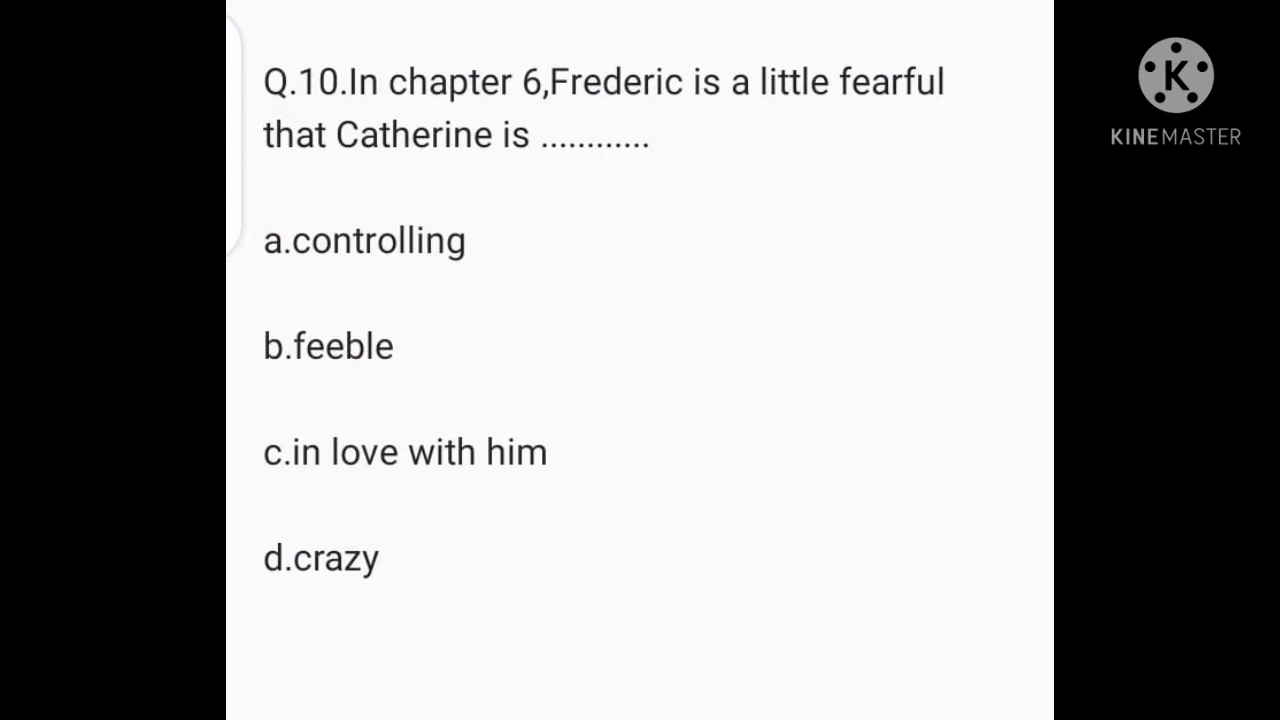 Q.10.In chapter 6,Frederic is a little fearful
that Catherine is ............
a.controlling
b.feeble
c.in love with him
d.crazy
K
KINEMASTER